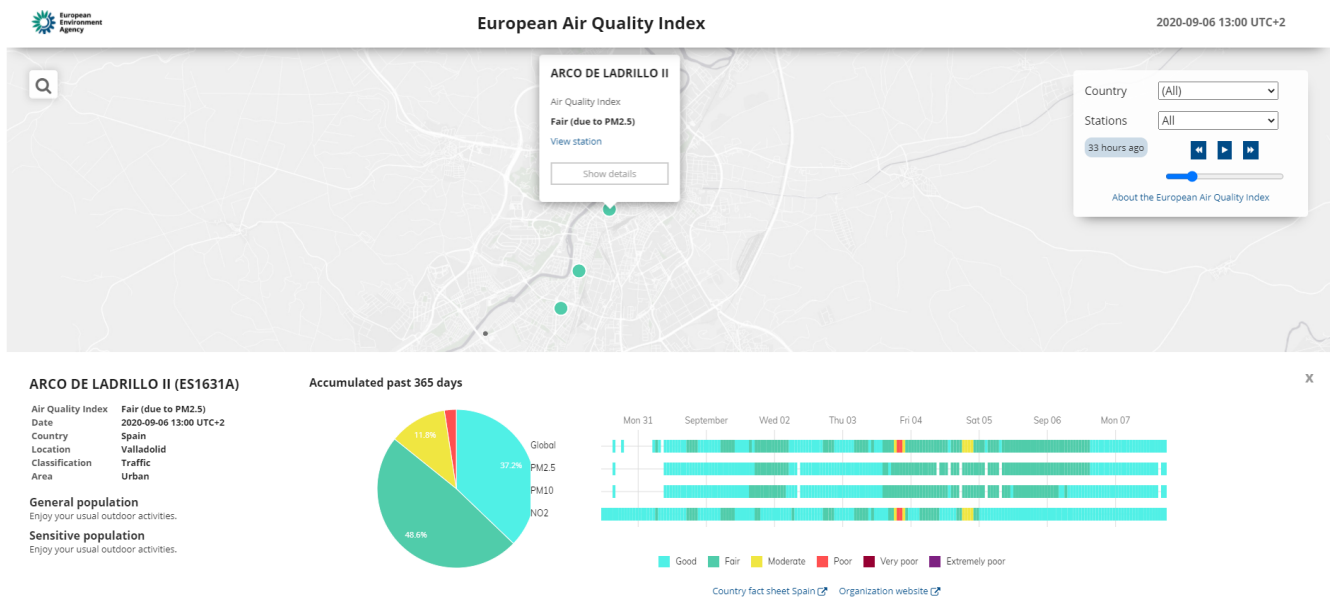 European
Environment
Agency
European Air Quality Index
2020-09-06 13:00 UTC+2
ARCO DE LADRILLO II
Air Quality Index
Fair (due to PM2.5)
View station
Show details
Country (All)
Stations All
33 hours ago
About the European Air Quality Index
ARCO DE LADRILLO II (ES1631A)
Air Quality Index Fair (due to PM2.5)
Date 2020-09-06 13:00 UTC+2
Country Spain
Location Valladolid
Classification Traffic
Area Urban
General population
Enjoy your usual outdoor activities.
Sensitive population
Enjoy your usual outdoor activities.
Accumulated past 365 days
X
11.8%
37.2%
48.6%
Mon 31 September Wed 02 Thu 03 Fri 04 Sat 05 Sep 06 Mon 07
Global
PM2.5
PM10
NO2
Good Fair Moderate Poor Very poor Extremely poor
Country fact sheet Spain Organization website